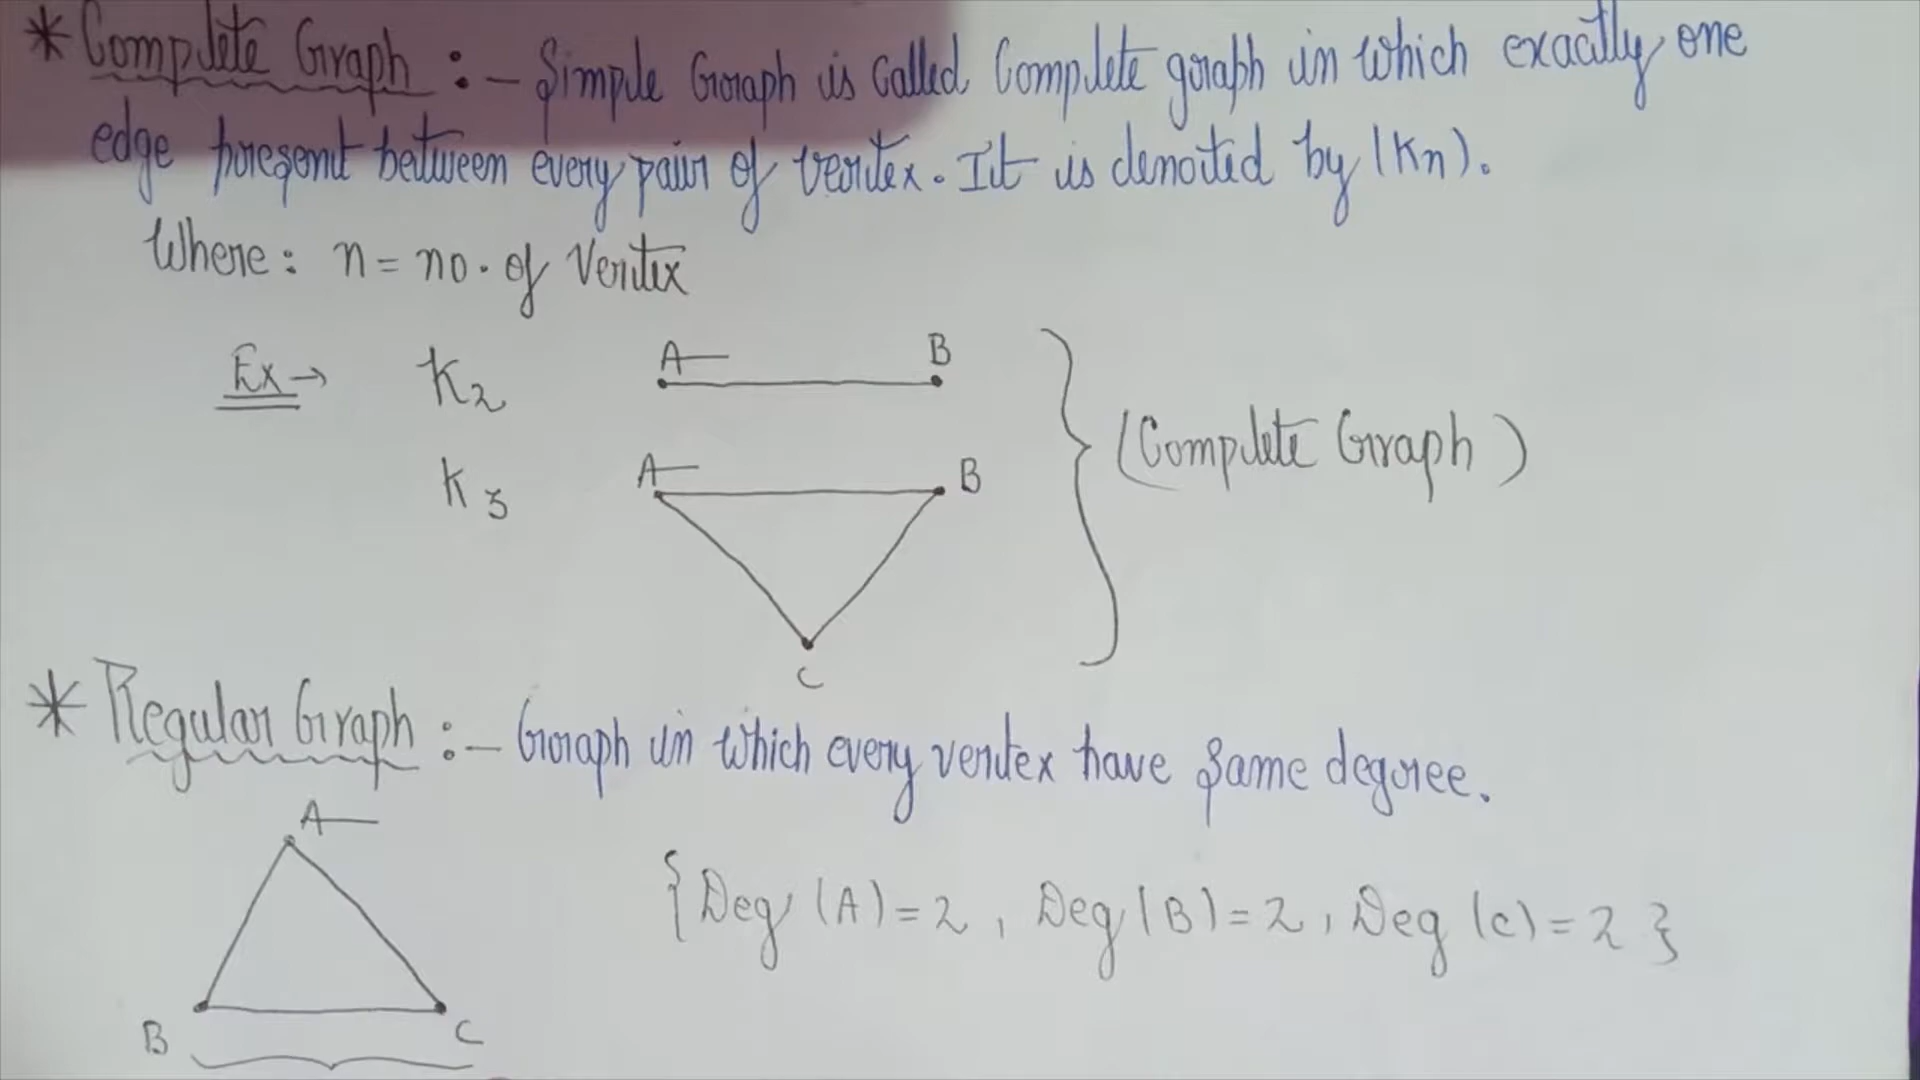 * Complete Graph :- Simple Graph is called Complete graph in which exactly one
edge present between every pair of vertex. It is denoted by (Kn).
Where: n = no. of Vertex
Ex→ K2 A B
K3 A B
C
(Complete Graph)
* Regular Graph :- Graph in which every vertex have same degree.
A
{Deg (A) = 2, Deg (B) = 2, Deg (C) = 2}
B C